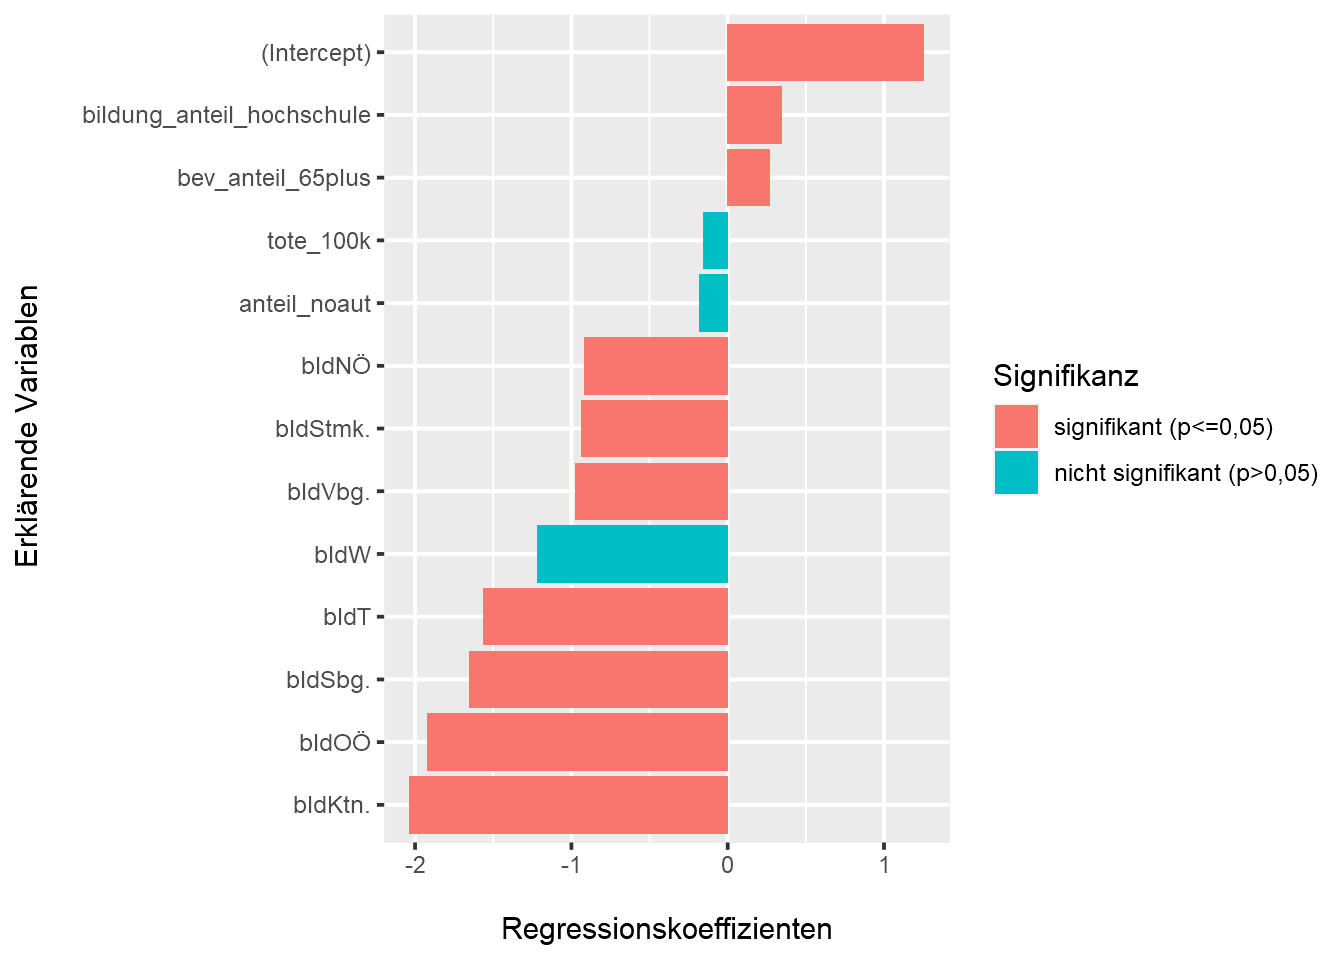 (Intercept)
bildung_anteil_hochschule
bev_anteil_65plus
tote_100k
anteil_noaut
bldNÖ
bldStmk.
bldVbg.
bldW
bldT
bldSbg.
bldOÖ
bldKtn.
Erklärende Variablen
-2 -1 0 1
Regressionskoeffizienten
Signifikanz
signifikant (p<=0,05)
nicht signifikant (p>0,05)